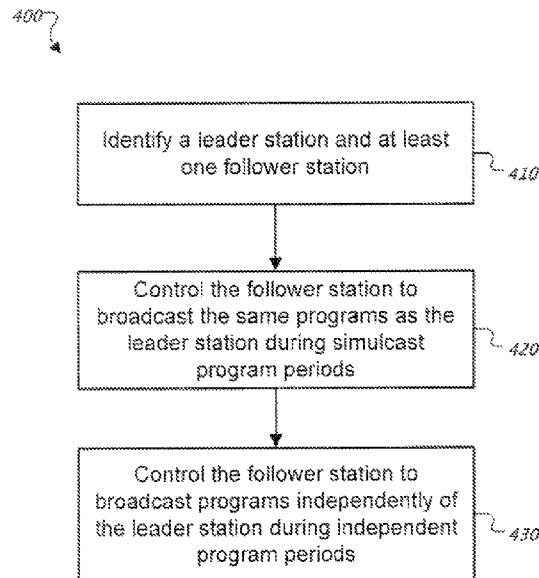 400
Identify a leader station and at least
one follower station
410
Control the follower station to
broadcast the same programs as the
leader station during simulcast
program periods
420
Control the follower station to
broadcast programs independently of
the leader station during independent
program periods
430